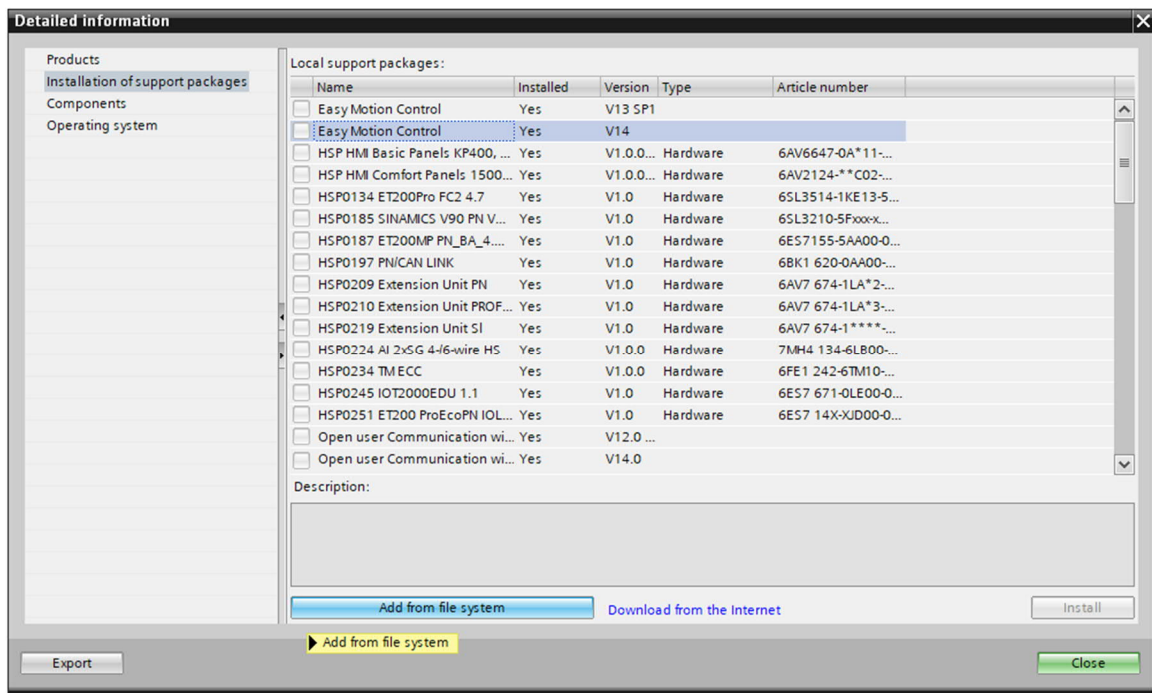 Detailed information
Products
Installation of support packages
Components
Operating system
Local support packages:
Name Installed Version Type Article number
Easy Motion Control Yes V13 SP1
Easy Motion Control Yes V14
HSP HMI Basic Panels KP400, ... Yes V1.0.0... Hardware 6AV6647-0A*11-...
HSP HMI Comfort Panels 1500... Yes V1.0.0... Hardware 6AV2124-**C02-...
HSP0134 ET200Pro FC2 4.7 Yes V1.0 Hardware 6SL3514-1KE13-5...
HSP0185 SINAMICS V90 PN V... Yes V1.0 Hardware 6SL3210-5Fxxx-x...
HSP0187 ET200MP PN_BA_4.... Yes V1.0 Hardware 6ES7155-5AA00-0...
HSP0197 PN/CAN LINK Yes V1.0 Hardware 6BK1 620-0AA00-...
HSP0209 Extension Unit PN Yes V1.0 Hardware 6AV7 674-1LA*2-...
HSP0210 Extension Unit PROF... Yes V1.0 Hardware 6AV7 674-1LA*3-...
HSP0219 Extension Unit Sl Yes V1.0 Hardware 6AV7 674-1****-...
HSP0224 AI 2xSG 4-/6-wire HS Yes V1.0.0 Hardware 7MH4 134-6LB00-...
HSP0234 TM ECC Yes V1.0.0 Hardware 6FE1 242-6TM10-...
HSP0245 IOT2000EDU 1.1 Yes V1.0 Hardware 6ES7 671-0LE00-0...
HSP0251 ET200 ProEcoPN IOL... Yes V1.0 Hardware 6ES7 14X-XJD00-0...
Open user Communication wi... Yes V12.0 ...
Open user Communication wi... Yes V14.0
Description:
Add from file system Download from the Internet Install
Add from file system
Export Close